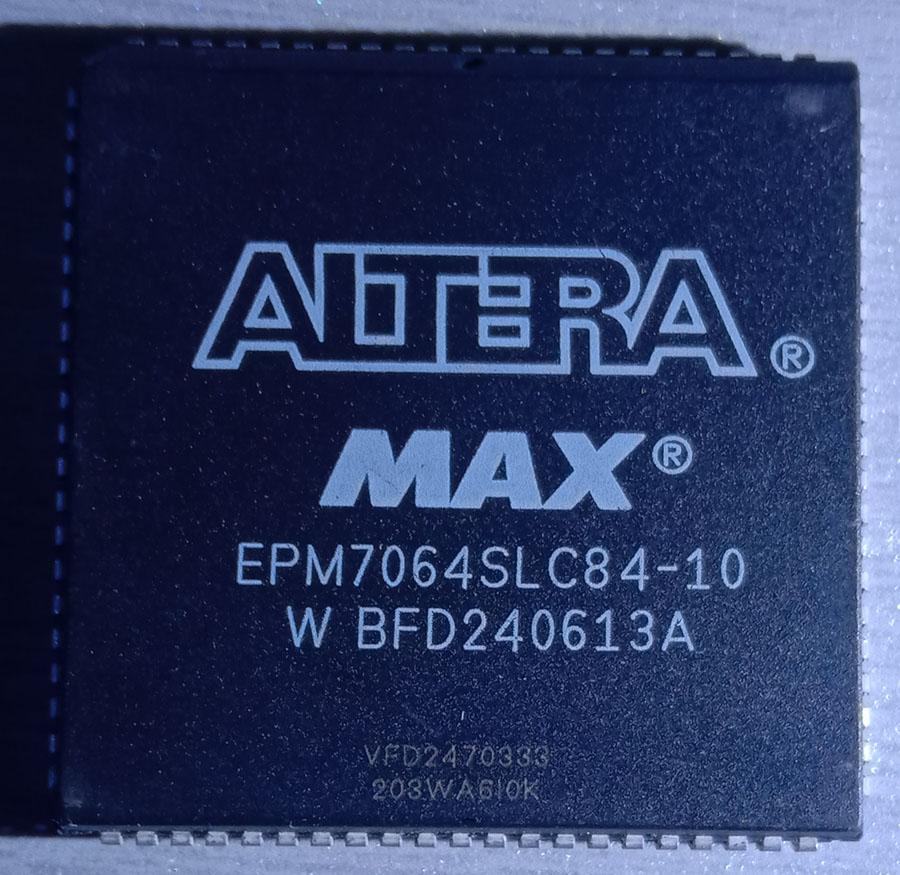 ALTERA®
MAX®
EPM7064SLC84-10
W BFD240613A
VFD2470333
203WA610K